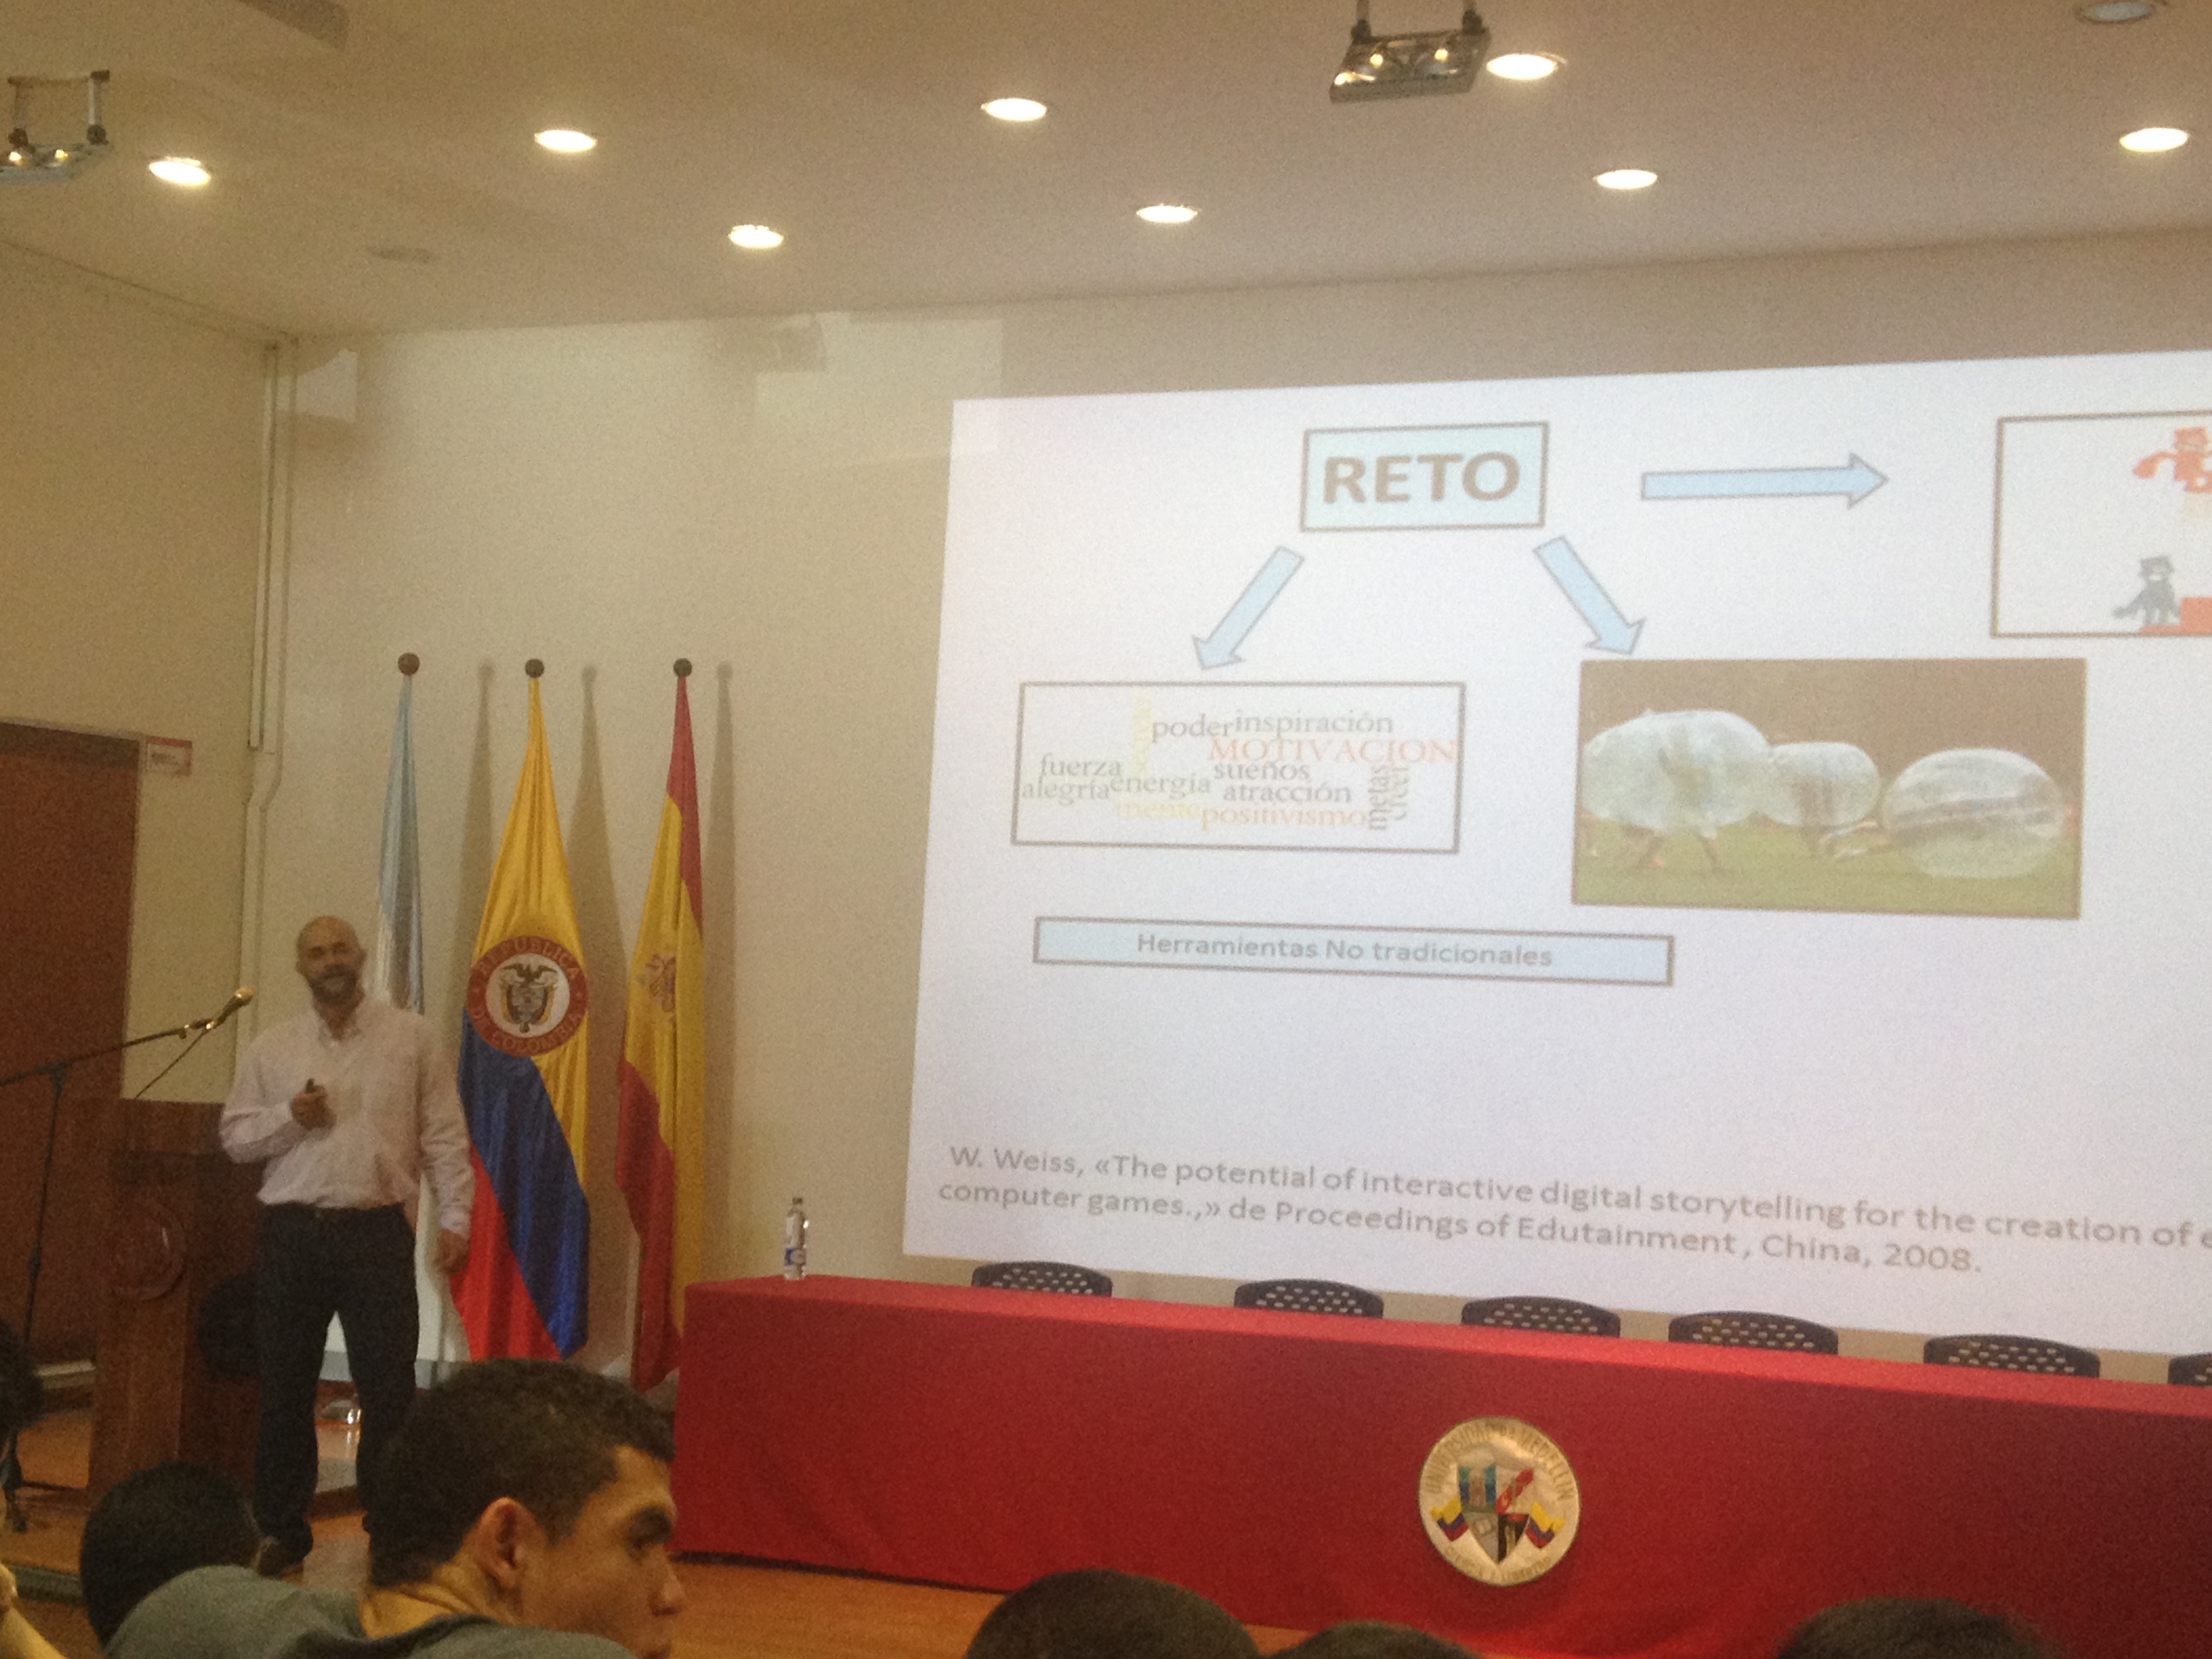 RETO
poder inspiración
MOTIVACION
fuerza
sueños
alegría energía
atracción
mente positivismo
metas
creer
Herramientas No tradicionales
W. Weiss, «The potential of interactive digital storytelling for the creation of
computer games.,» de Proceedings of Edutainment , China, 2008.
REPUBLICA
DE COLOMBIA
UNIVERSIDAD DE MEDELLIN